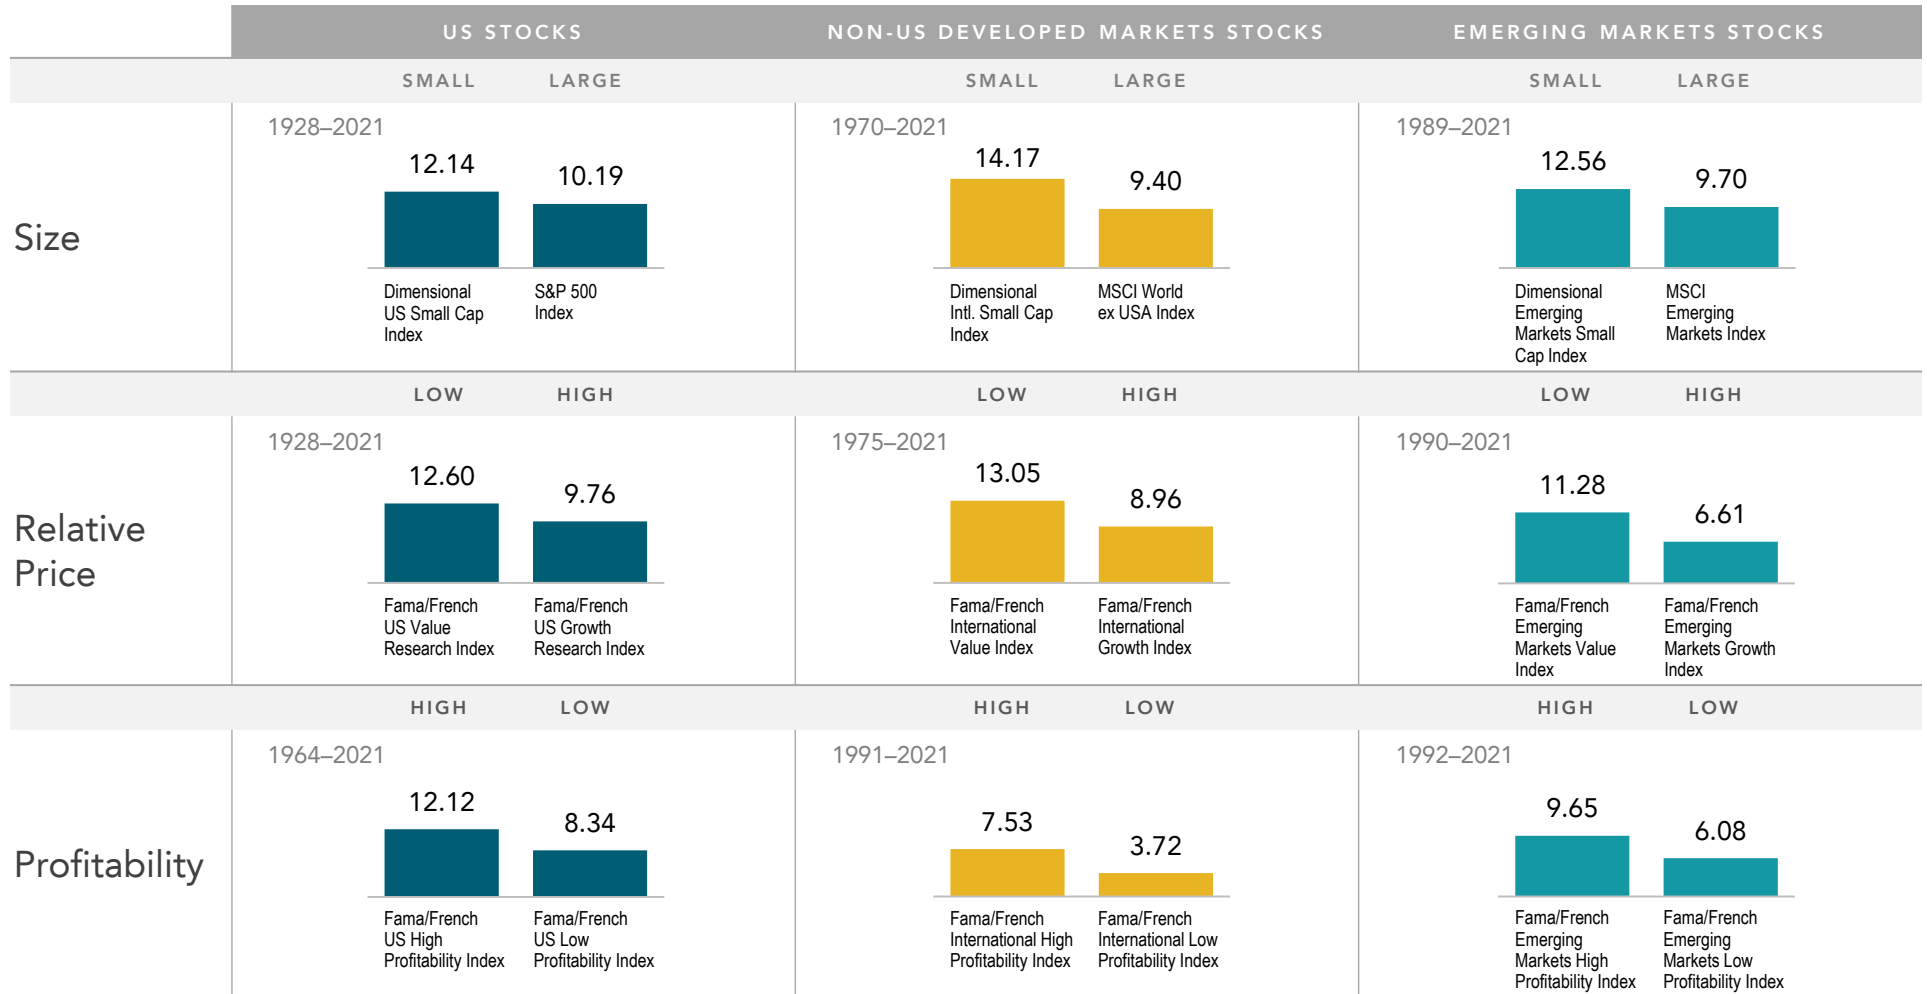 US STOCKS
NON-US DEVELOPED MARKETS STOCKS
EMERGING MARKETS STOCKS
SMALL LARGE
SMALL LARGE
SMALL LARGE
Size
1928–2021
12.14
10.19
Dimensional
US Small Cap
Index
S&P 500
Index
1970–2021
14.17
9.40
Dimensional
Intl. Small Cap
Index
MSCI World
ex USA Index
1989–2021
12.56
9.70
Dimensional
Emerging
Markets Small
Cap Index
MSCI
Emerging
Markets Index
LOW HIGH
LOW HIGH
LOW HIGH
Relative
Price
1928–2021
12.60
9.76
Fama/French
US Value
Research Index
Fama/French
US Growth
Research Index
1975–2021
13.05
8.96
Fama/French
International
Value Index
Fama/French
International
Growth Index
1990–2021
11.28
6.61
Fama/French
Emerging
Markets Value
Index
Fama/French
Emerging
Markets Growth
Index
HIGH LOW
HIGH LOW
HIGH LOW
Profitability
1964–2021
12.12
8.34
Fama/French
US High
Profitability Index
Fama/French
US Low
Profitability Index
1991–2021
7.53
3.72
Fama/French
International High
Profitability Index
Fama/French
International Low
Profitability Index
1992–2021
9.65
6.08
Fama/French
Emerging
Markets High
Profitability Index
Fama/French
Emerging
Markets Low
Profitability Index